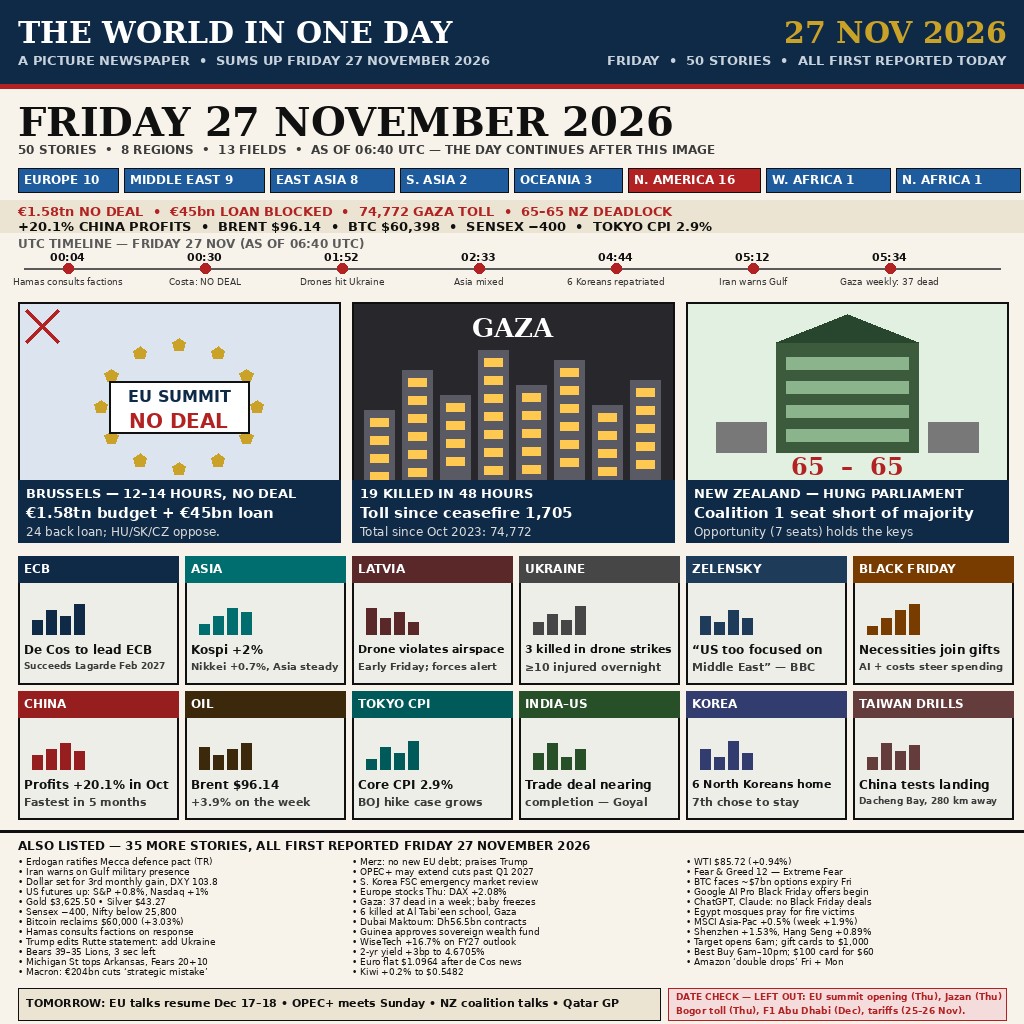 THE WORLD IN ONE DAY
27 NOV 2026
A PICTURE NEWSPAPER • SUMS UP FRIDAY 27 NOVEMBER 2026
FRIDAY • 50 STORIES • ALL FIRST REPORTED TODAY
FRIDAY 27 NOVEMBER 2026
50 STORIES • 8 REGIONS • 13 FIELDS • AS OF 06:40 UTC — THE DAY CONTINUES AFTER THIS IMAGE
EUROPE 10
MIDDLE EAST 9
EAST ASIA 8
S. ASIA 2
OCEANIA 3
N. AMERICA 16
W. AFRICA 1
N. AFRICA 1
€1.58tn NO DEAL • €45bn LOAN BLOCKED • 74,772 GAZA TOLL • 65–65 NZ DEADLOCK
+20.1% CHINA PROFITS • BRENT $96.14 • BTC $60,398 • SENSEX −400 • TOKYO CPI 2.9%
UTC TIMELINE — FRIDAY 27 NOV (AS OF 06:40 UTC)
00:04
00:30
01:52
02:33
04:44
05:12
05:34
Hamas consults factions
Costa: NO DEAL
Drones hit Ukraine
Asia mixed
6 Koreans repatriated
Iran warns Gulf
Gaza weekly: 37 dead
EU SUMMIT
NO DEAL
BRUSSELS — 12–14 HOURS, NO DEAL
€1.58tn budget + €45bn loan
24 back loan; HU/SK/CZ oppose.
GAZA
19 KILLED IN 48 HOURS
Toll since ceasefire 1,705
Total since Oct 2023: 74,772
65 – 65
NEW ZEALAND — HUNG PARLIAMENT
Coalition 1 seat short of majority
Opportunity (7 seats) holds the keys
ECB
De Cos to lead ECB
Succeeds Lagarde Feb 2027
ASIA
Kospi +2%
Nikkei +0.7%, Asia steady
LATVIA
Drone violates airspace
Early Friday; forces alert
UKRAINE
3 killed in drone strikes
≥10 injured overnight
ZELENSKY
“US too focused on
Middle East” — BBC
BLACK FRIDAY
Necessities join gifts
AI + costs steer spending
CHINA
Profits +20.1% in Oct
Fastest in 5 months
OIL
Brent $96.14
+3.9% on the week
TOKYO CPI
Core CPI 2.9%
BOJ hike case grows
INDIA–US
Trade deal nearing
completion — Goyal
KOREA
6 North Koreans home
7th chose to stay
TAIWAN DRILLS
China tests landing
Dacheng Bay, 280 km away
ALSO LISTED — 35 MORE STORIES, ALL FIRST REPORTED FRIDAY 27 NOVEMBER 2026
• Erdogan ratifies Mecca defence pact (TR)
• Iran warns on Gulf military presence
• Dollar set for 3rd monthly gain, DXY 103.8
• US futures up: S&P +0.8%, Nasdaq +1%
• Gold $3,625.50 • Silver $43.27
• Sensex −400, Nifty below 25,800
• Bitcoin reclaims $60,000 (+3.03%)
• Hamas consults factions on response
• Trump edits Rutte statement: add Ukraine
• Bears 39–35 Lions, 3 sec left
• Michigan St tops Arkansas, Fears 20+10
• Macron: €204bn cuts ‘strategic mistake’
• Merz: no new EU debt; praises Trump
• OPEC+ may extend cuts past Q1 2027
• S. Korea FSC emergency market review
• Europe stocks Thu: DAX +2.08%
• Gaza: 37 dead in a week; baby freezes
• 6 killed at Al Tabi’een school, Gaza
• Dubai Maktoum: Dh56.5bn contracts
• Guinea approves sovereign wealth fund
• WiseTech +16.7% on FY27 outlook
• 2-yr yield +3bp to 4.6705%
• Euro flat $1.0964 after de Cos news
• Kiwi +0.2% to $0.5482
• WTI $85.72 (+0.94%)
• Fear & Greed 12 — Extreme Fear
• BTC faces ~$7bn options expiry Fri
• Google AI Pro Black Friday offers begin
• ChatGPT, Claude: no Black Friday deals
• Egypt mosques pray for fire victims
• MSCI Asia-Pac +0.5% (week +1.9%)
• Shenzhen +1.53%, Hang Seng +0.89%
• Target opens 6am; gift cards to $1,000
• Best Buy 6am–10pm; $100 card for $60
• Amazon ‘double drops’ Fri + Mon
TOMORROW: EU talks resume Dec 17–18 • OPEC+ meets Sunday • NZ coalition talks • Qatar GP
DATE CHECK — LEFT OUT: EU summit opening (Thu), Jazan (Thu)
Bogor toll (Thu), F1 Abu Dhabi (Dec), tariffs (25–26 Nov).